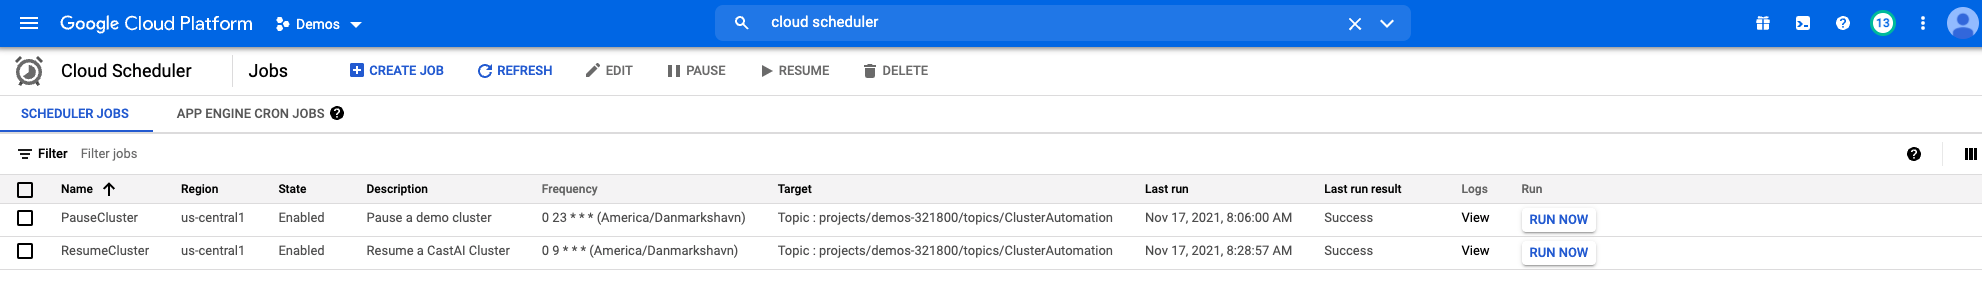 Google Cloud Platform Demos cloud scheduler 13
Cloud Scheduler Jobs CREATE JOB REFRESH EDIT PAUSE RESUME DELETE
SCHEDULER JOBS APP ENGINE CRON JOBS ?
Filter Filter jobs ?
Name Region State Description Frequency Target Last run Last run result Logs Run
PauseCluster us-central1 Enabled Pause a demo cluster 0 23 * * * (America/Danmarkshavn) Topic : projects/demos-321800/topics/ClusterAutomation Nov 17, 2021, 8:06:00 AM Success View RUN NOW
ResumeCluster us-central1 Enabled Resume a CastAI Cluster 0 9 * * * (America/Danmarkshavn) Topic : projects/demos-321800/topics/ClusterAutomation Nov 17, 2021, 8:28:57 AM Success View RUN NOW